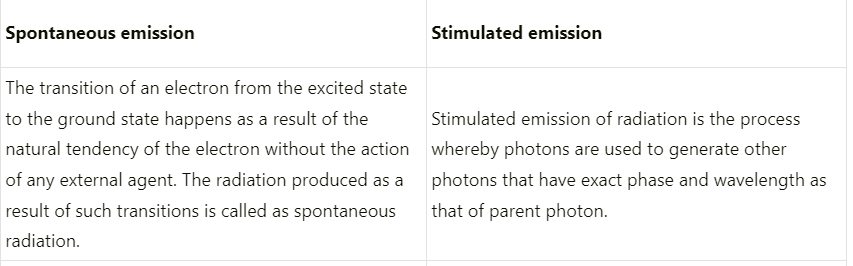 Spontaneous emission
Stimulated emission
The transition of an electron from the excited state
to the ground state happens as a result of the
natural tendency of the electron without the action
of any external agent. The radiation produced as a
result of such transitions is called as spontaneous
radiation.
Stimulated emission of radiation is the process
whereby photons are used to generate other
photons that have exact phase and wavelength as
that of parent photon.